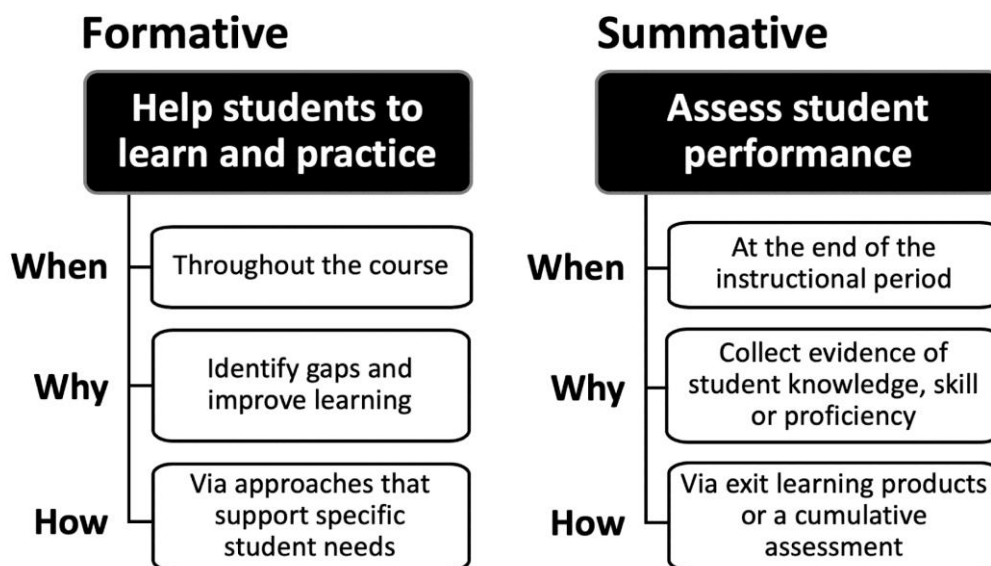 Formative
Help students to
learn and practice
When
Throughout the course
Why
Identify gaps and
improve learning
How
Via approaches that
support specific
student needs
Summative
Assess student
performance
When
At the end of the
instructional period
Why
Collect evidence of
student knowledge, skill
or proficiency
How
Via exit learning products
or a cumulative
assessment